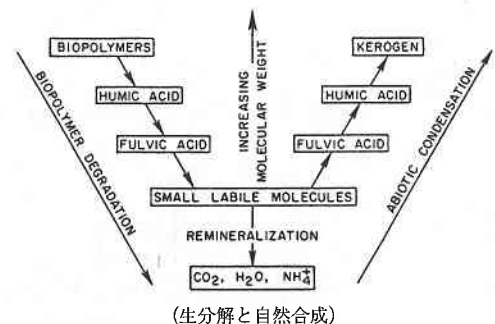 BIOPOLYMERS
HUMIC ACID
FULVIC ACID
BIOPOLYMER DEGRADATION
INCREASING
MOLECULAR WEIGHT
KEROGEN
HUMIC ACID
FULVIC ACID
ABIOTIC CONDENSATION
SMALL LABILE MOLECULES
REMINERALIZATION
CO₂, H₂O, NH₄⁺
(生分解と自然合成)